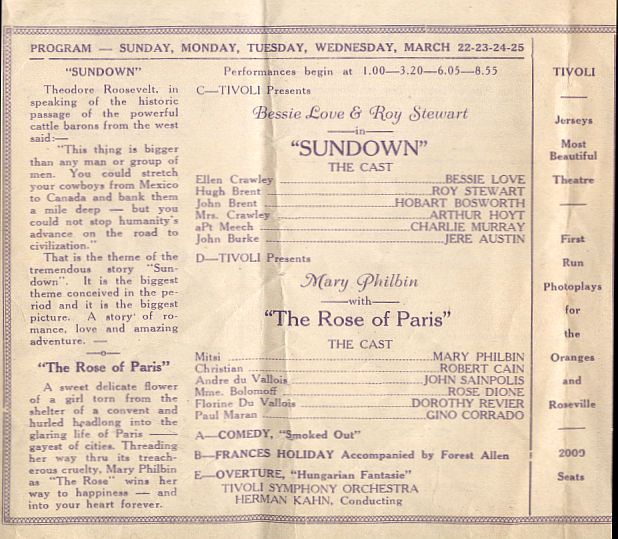 PROGRAM — SUNDAY, MONDAY, TUESDAY, WEDNESDAY, MARCH 22-23-24-25
"SUNDOWN"
Theodore Roosevelt, in
speaking of the historic
passage of the powerful
cattle barons from the west
said:—
"This thing is bigger
than any man or group of
men. You could stretch
your cowboys from Mexico
to Canada and bank them
a mile deep — but you
could not stop humanity's
advance on the road to
civilization."
That is the theme of the
tremendous story "Sun-
down". It is the biggest
theme conceived in the pe-
riod and it is the biggest
picture. A story of ro-
mance, love and amazing
adventure. —
"The Rose of Paris"
A sweet delicate flower
of a girl torn from the
shelter of a convent and
hurled headlong into the
glaring life of Paris —
gayest of cities. Threading
her way thru its treach-
erous cruelty, Mary Philbin
as "The Rose" wins her
way to happiness — and
into your heart forever.
Performances begin at 1.00—3.20—6.05—8.55
C—TIVOLI Presents
Bessie Love & Roy Stewart
—in—
"SUNDOWN"
THE CAST
Ellen Crawley BESSIE LOVE
Hugh Brent ROY STEWART
John Brent HOBART BOSWORTH
Mrs. Crawley ARTHUR HOYT
aPt Meech CHARLIE MURRAY
John Burke JERE AUSTIN
D—TIVOLI Presents
Mary Philbin
—with—
"The Rose of Paris"
THE CAST
Mitsi MARY PHILBIN
Christian ROBERT CAIN
Andre du Vallois JOHN SAINPOLIS
Mme. Bolomoff ROSE DIONE
Florine Du Vallois DOROTHY REVIER
Paul Maran GINO CORRADO
A—COMEDY, "Smoked Out"
B—FRANCES HOLIDAY Accompanied by Forest Allen
E—OVERTURE, "Hungarian Fantasie"
TIVOLI SYMPHONY ORCHESTRA
HERMAN KAHN, Conducting
TIVOLI
Jerseys
Most
Beautiful
Theatre
First
Run
Photoplays
for
the
Oranges
and
Roseville
2000
Seats